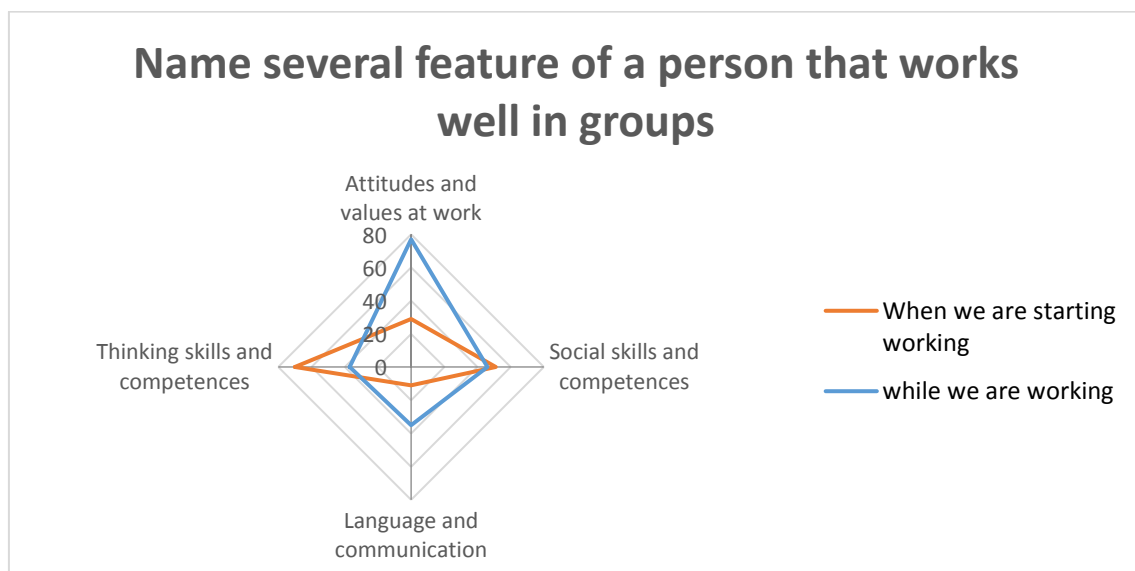 Name several feature of a person that works
well in groups
Attitudes and
values at work
80
60
40
20
0
Thinking skills and
competences
Social skills and
competences
Language and
communication
When we are starting
working
while we are working